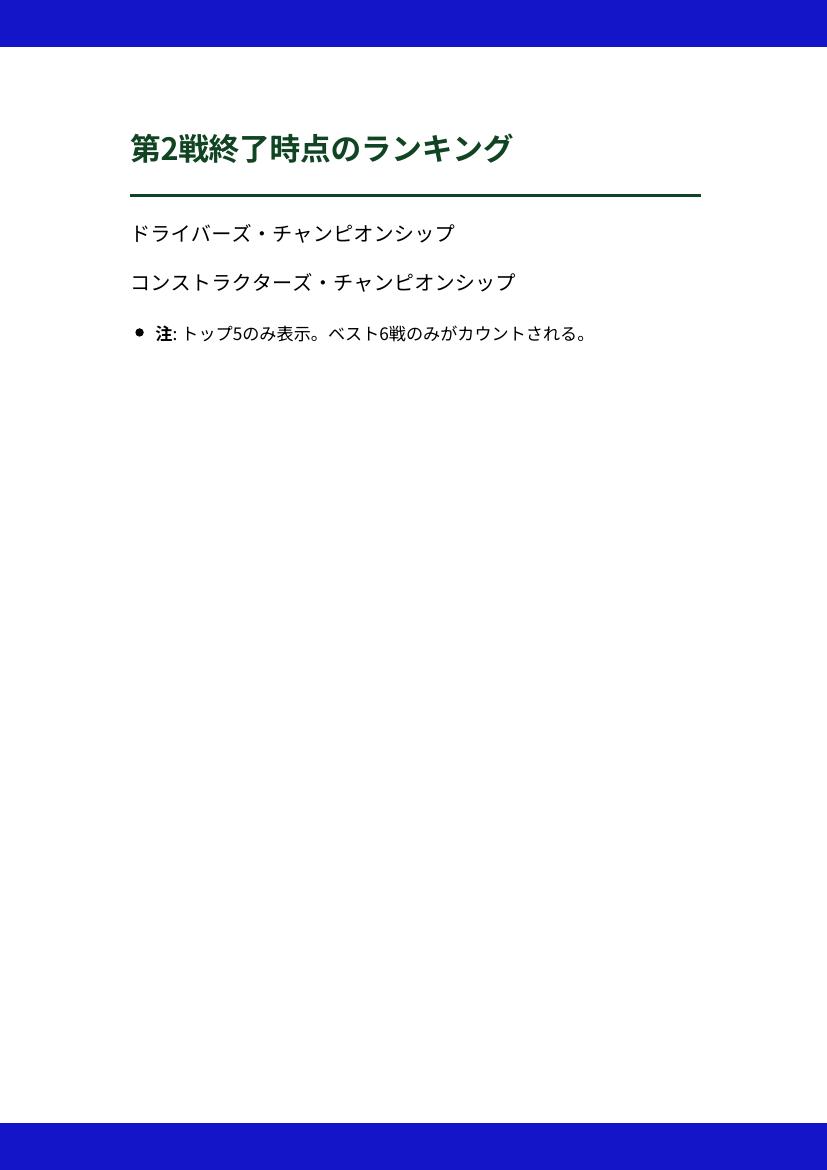 第2戦終了時点のランキング
ドライバーズ・チャンピオンシップ
コンストラクターズ・チャンピオンシップ
● 注: トップ5のみ表示。ベスト6戦のみがカウントされる。